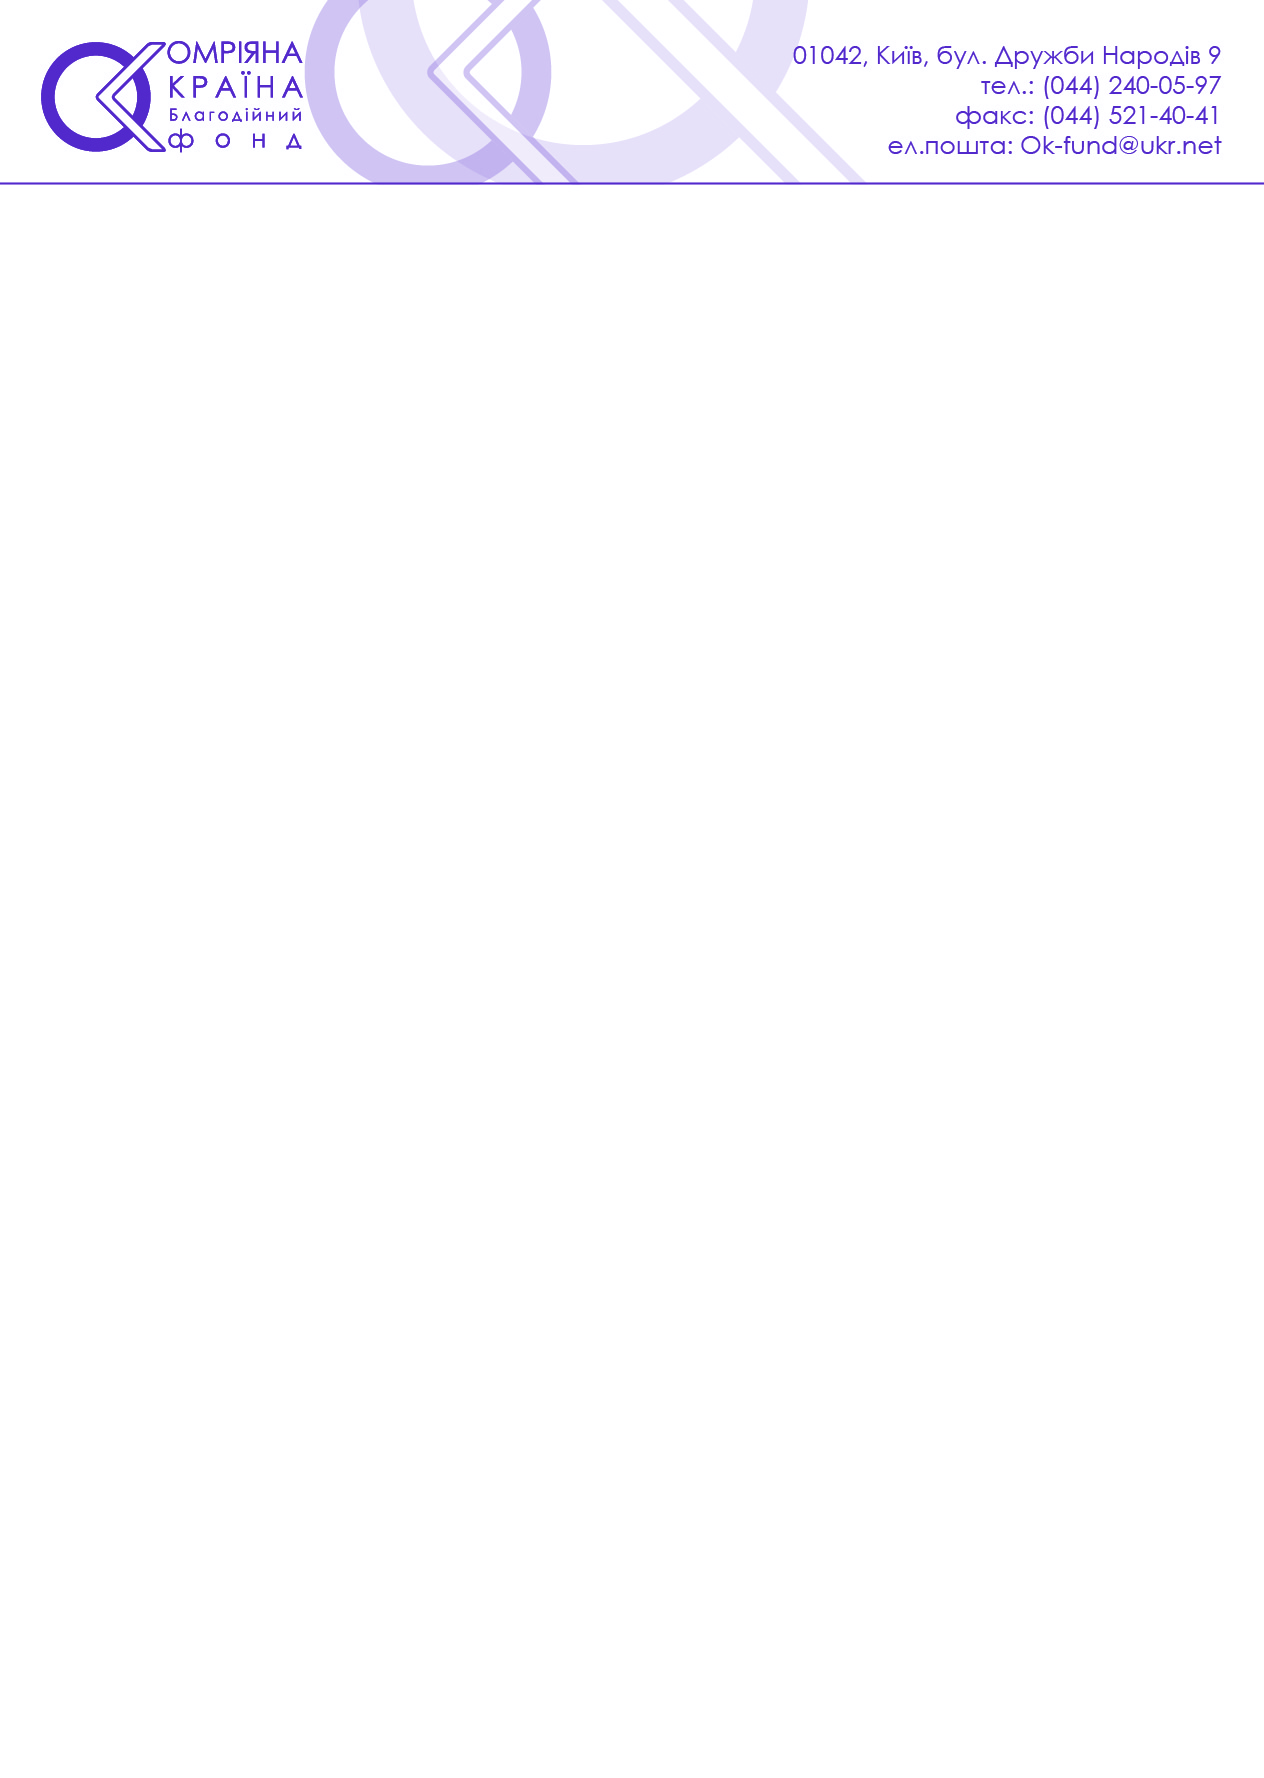 ОМРІЯНА
КРАЇНА
Благодійний
фонд
01042, Київ, бул. Дружби Народів 9
тел.: (044) 240-05-97
факс: (044) 521-40-41
ел.пошта: Ok-fund@ukr.net